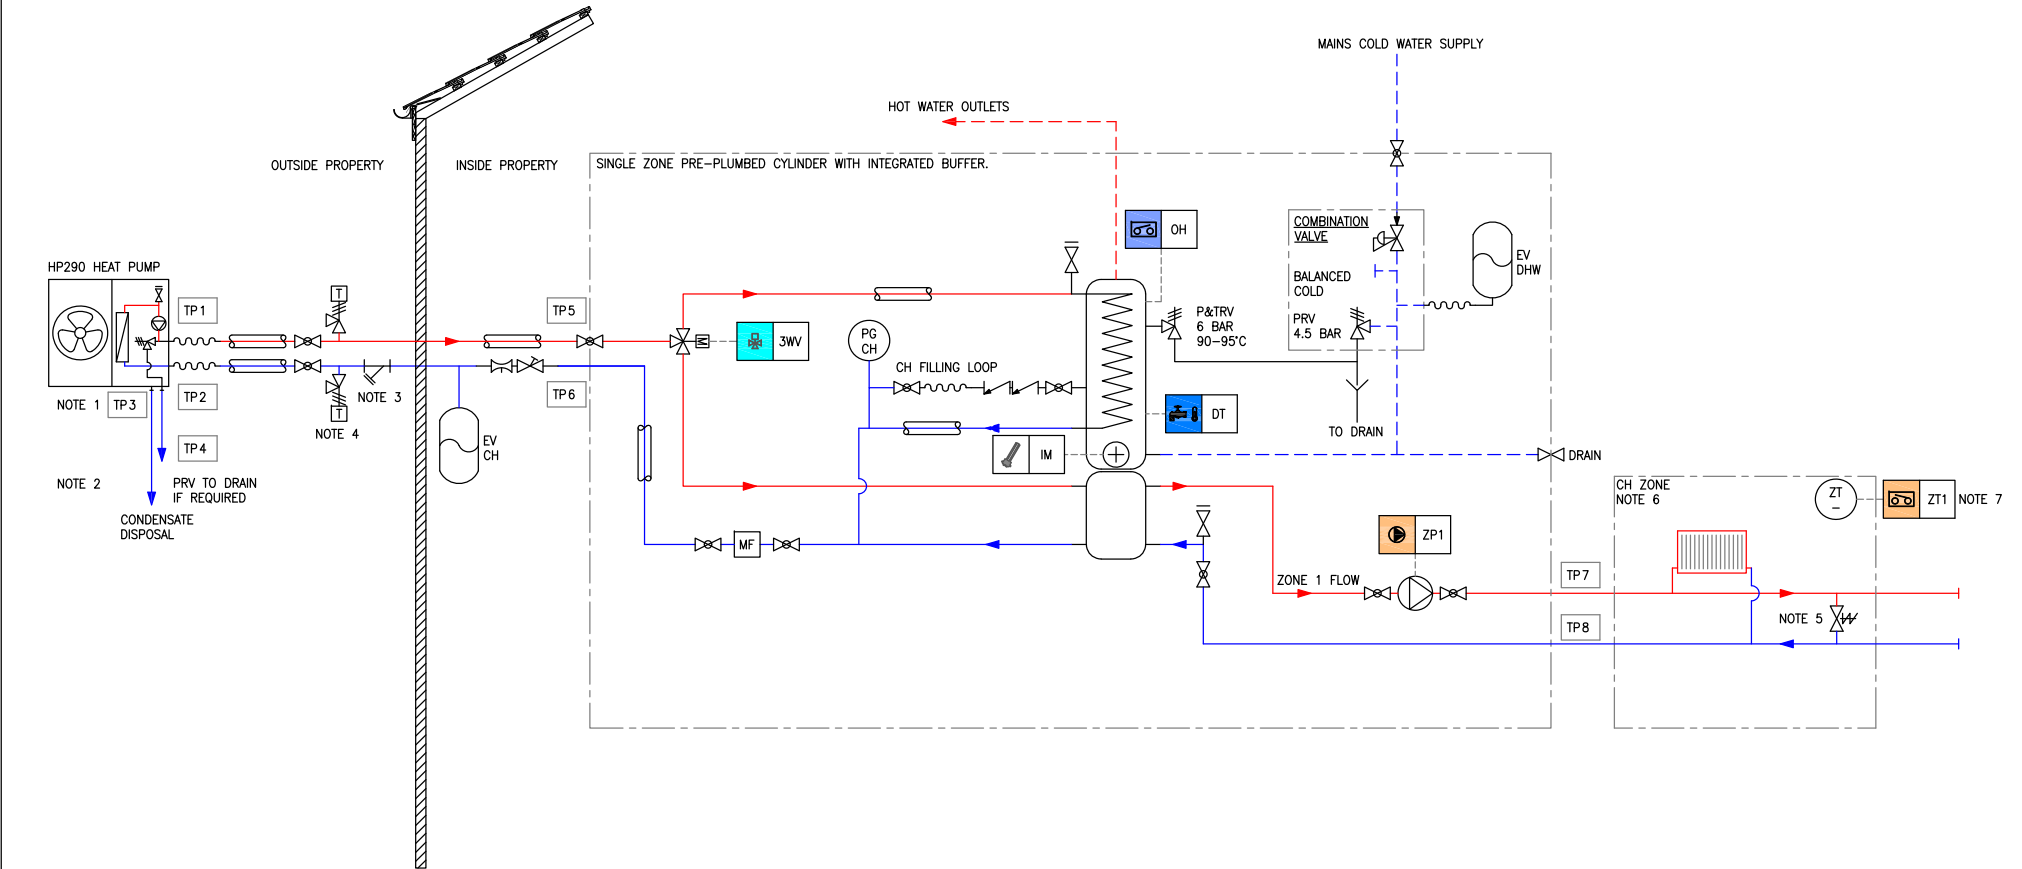 MAINS COLD WATER SUPPLY
HOT WATER OUTLETS
OUTSIDE PROPERTY
INSIDE PROPERTY
SINGLE ZONE PRE-PLUMBED CYLINDER WITH INTEGRATED BUFFER.
OH
COMBINATION
VALVE
BALANCED
COLD
PRV
4.5 BAR
EV
DHW
HP290 HEAT PUMP
TP1
T
TP5
M
3WV
PG
CH
P&TRV
6 BAR
90-95°C
CH FILLING LOOP
NOTE 1
TP3
TP2
NOTE 3
T
NOTE 4
TP6
DT
TO DRAIN
TP4
EV
CH
IM
DRAIN
NOTE 2
PRV TO DRAIN
IF REQUIRED
CONDENSATE
DISPOSAL
CH ZONE
NOTE 6
ZT
-
ZT1
NOTE 7
MF
ZP1
ZONE 1 FLOW
TP7
TP8
NOTE 5